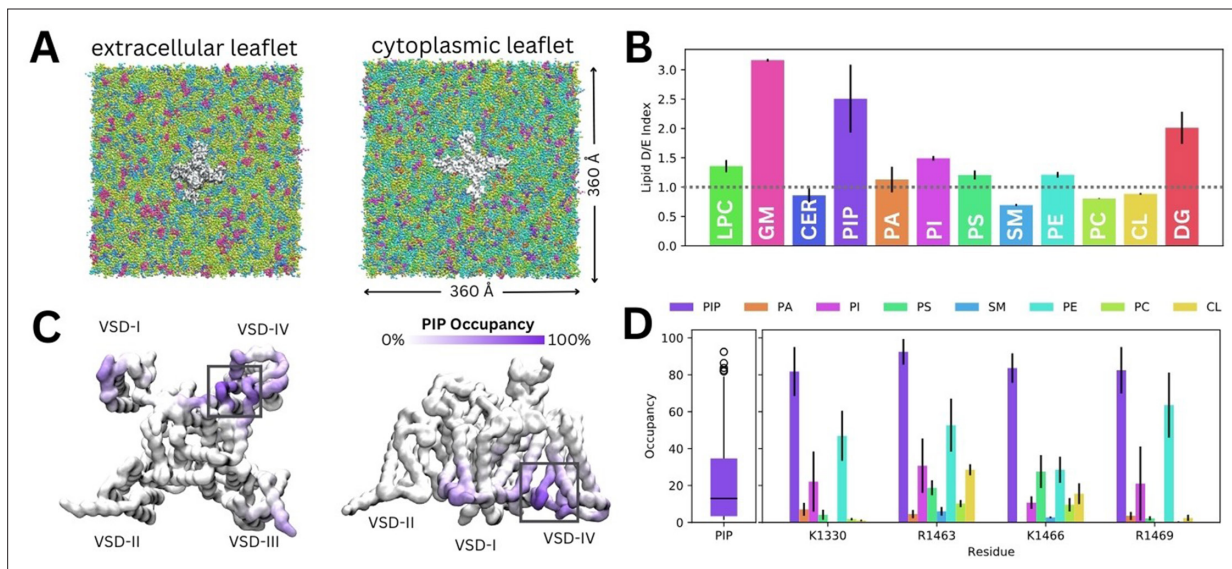 A
extracellular leaflet
cytoplasmic leaflet
360 Å
360 Å
B
Lipid D/E Index
3.0
2.5
2.0
1.5
1.0
0.5
0.0
LPC
GM
CER
PIP
PA
PI
PS
SM
PE
PC
CL
DG
C
VSD-I
VSD-IV
VSD-II
VSD-III
PIP Occupancy
0%
100%
VSD-II
VSD-I
VSD-IV
PIP PA PI PS SM PE PC CL
D
Occupancy
100
80
60
40
20
0
PIP
K1330
R1463
K1466
R1469
Residue